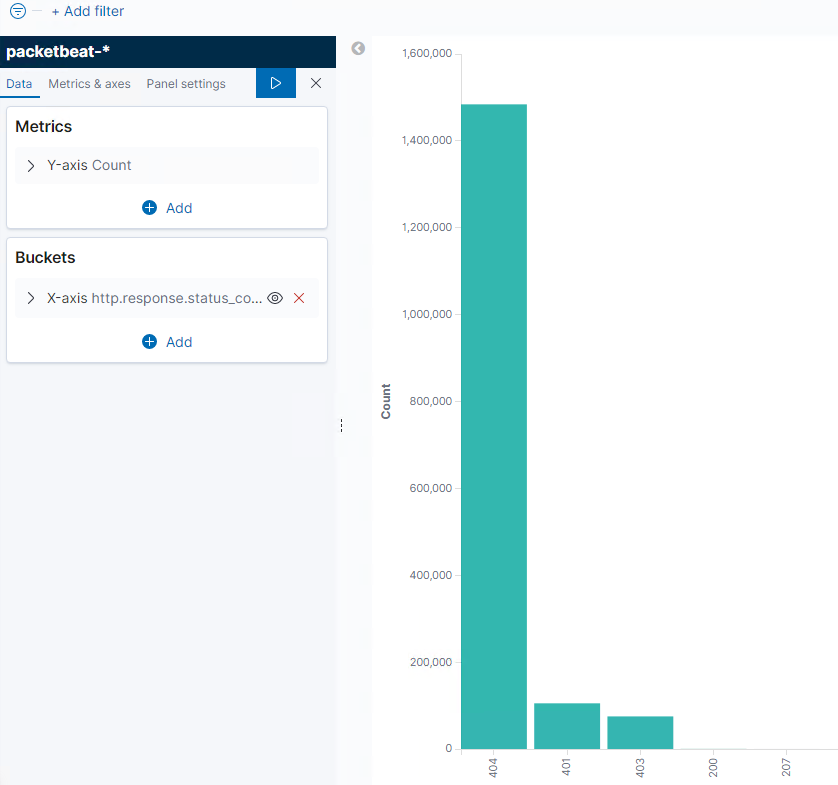 + Add filter
packetbeat-*
Data Metrics & axes Panel settings
Metrics
Y-axis Count
Add
Buckets
X-axis http.response.status_co...
Add
1,600,000
1,400,000
1,200,000
1,000,000
800,000
600,000
400,000
200,000
0
Count
404
401
403
200
207